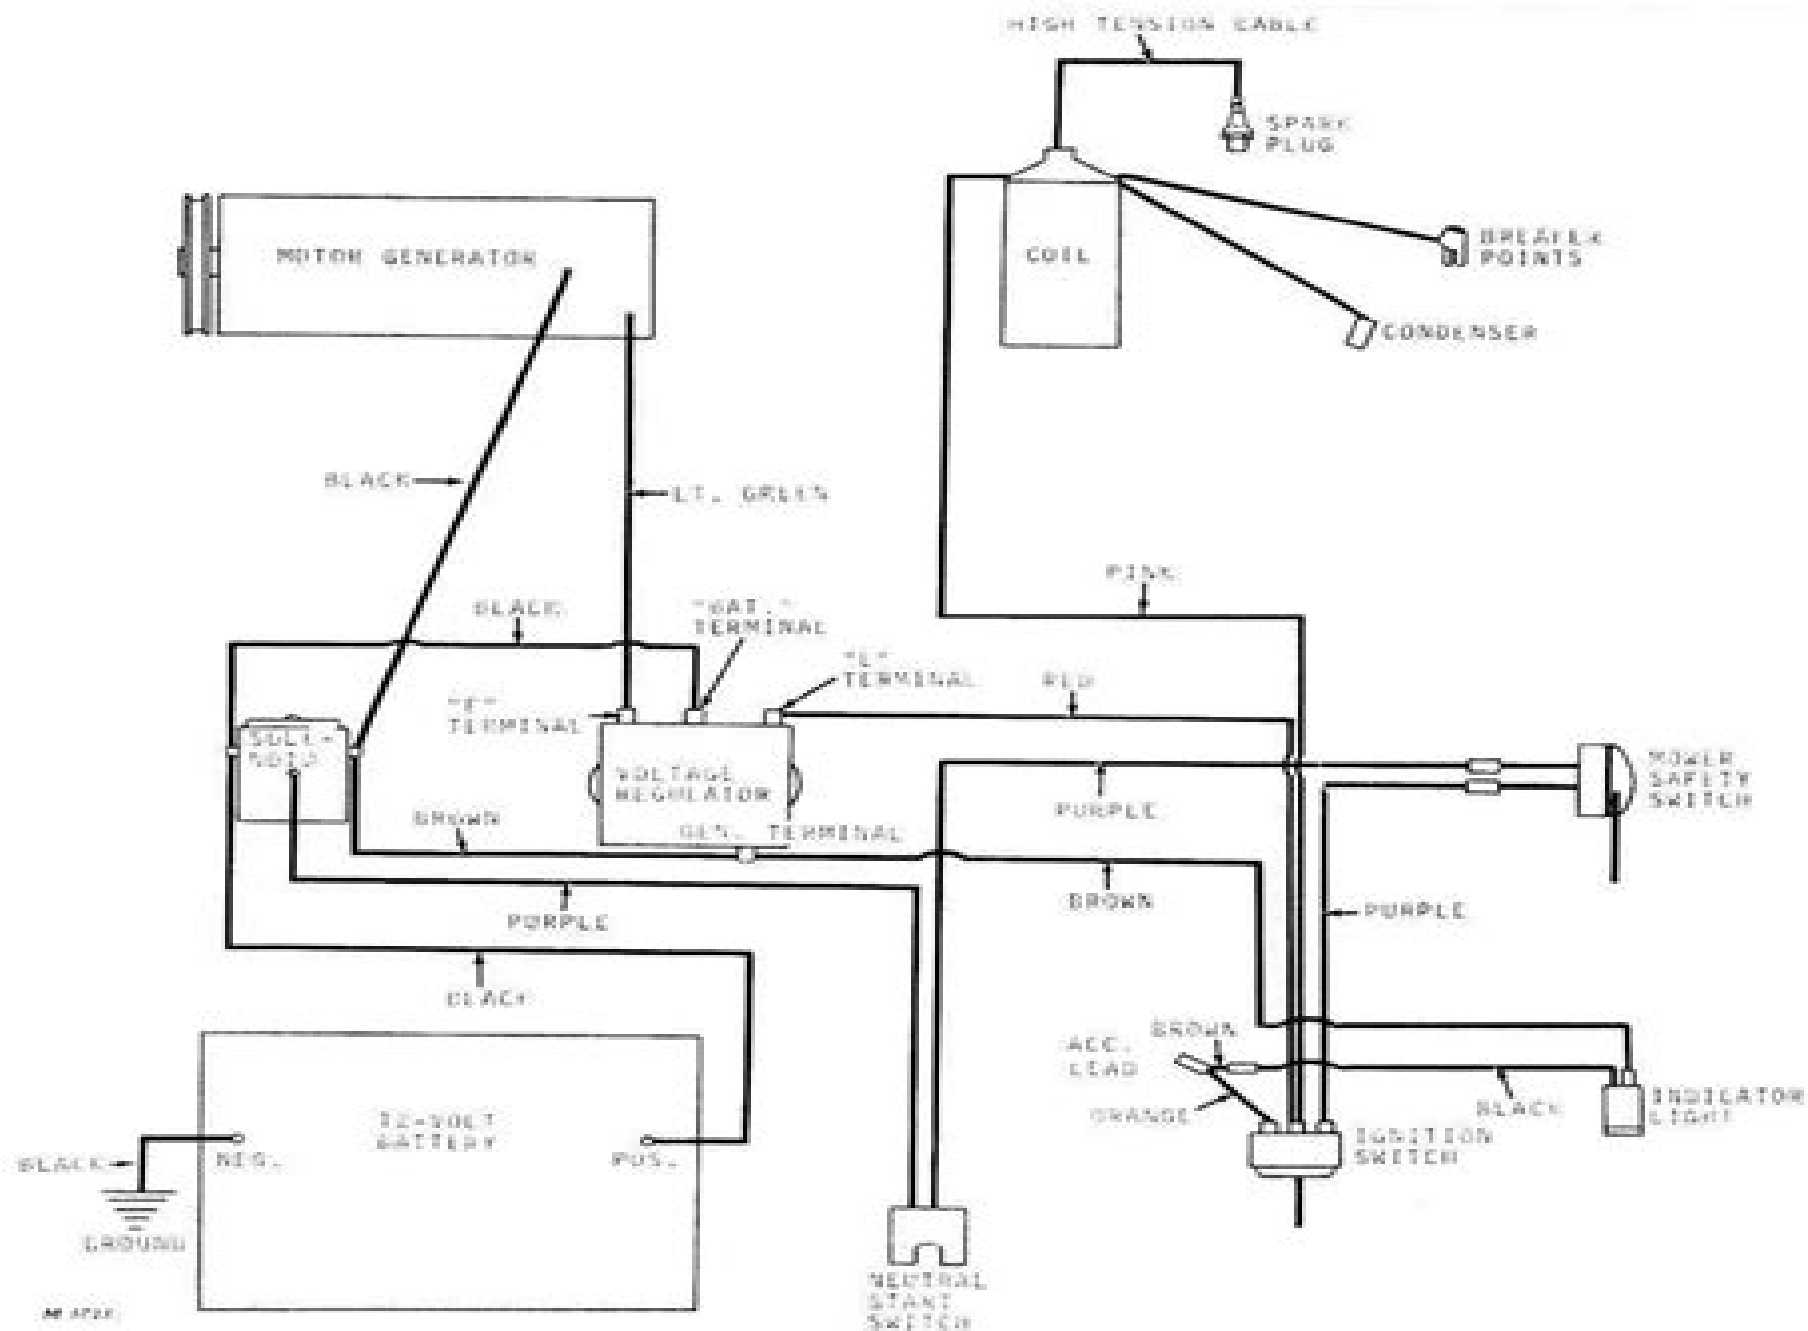 HIGH TENSION CABLE
SPARK
PLUG
MOTOR GENERATOR
COIL
BREAKER
POINTS
CONDENSER
BLACK
LT. GREEN
PINK
BLACK
"BAT."
TERMINAL
"L"
TERMINAL
RED
"F"
TERMINAL
SOLE-
NOID
VOLTAGE
REGULATOR
MOWER
SAFETY
SWITCH
BROWN
GEN. TERMINAL
PURPLE
BROWN
PURPLE
PURPLE
BLACK
ACC.
LEAD
BROWN
ORANGE
BLACK
INDICATOR
LIGHT
12-VOLT
BATTERY
IGNITION
SWITCH
BLACK
NEG.
POS.
GROUND
NEUTRAL
START
SWITCH